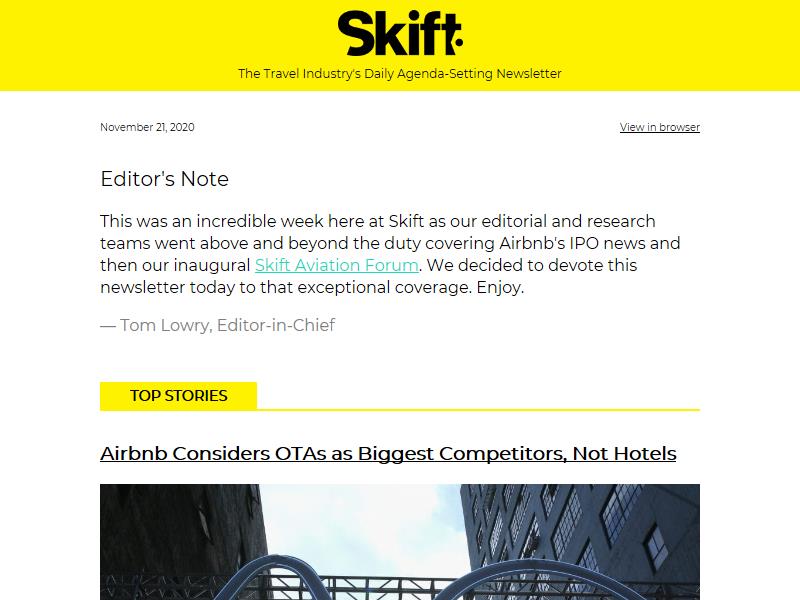 Skift
The Travel Industry's Daily Agenda-Setting Newsletter
November 21, 2020
View in browser
Editor's Note
This was an incredible week here at Skift as our editorial and research
teams went above and beyond the duty covering Airbnb's IPO news and
then our inaugural Skift Aviation Forum. We decided to devote this
newsletter today to that exceptional coverage. Enjoy.
— Tom Lowry, Editor-in-Chief
TOP STORIES
Airbnb Considers OTAs as Biggest Competitors, Not Hotels